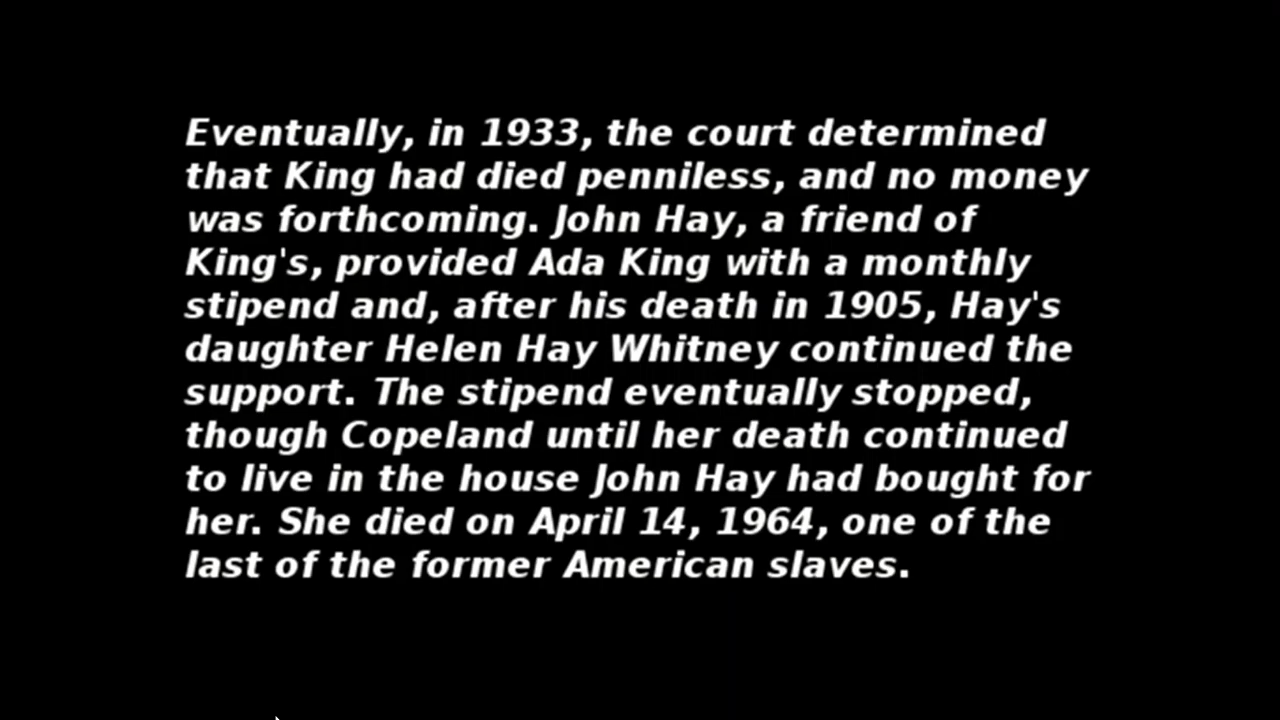 Eventually, in 1933, the court determined
that King had died penniless, and no money
was forthcoming. John Hay, a friend of
King's, provided Ada King with a monthly
stipend and, after his death in 1905, Hay's
daughter Helen Hay Whitney continued the
support. The stipend eventually stopped,
though Copeland until her death continued
to live in the house John Hay had bought for
her. She died on April 14, 1964, one of the
last of the former American slaves.